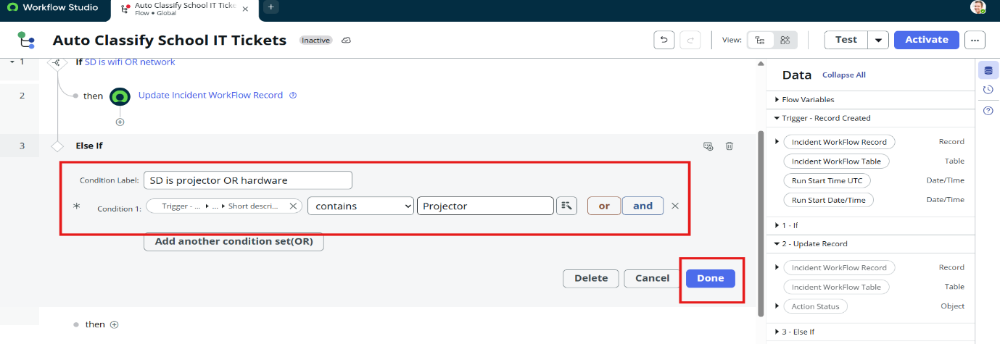 Workflow Studio
Auto Classify School IT Ticke
Flow • Global
Auto Classify School IT Tickets
Inactive
View:
Test
Activate
1
If SD is wifi OR network
2
then
Update Incident WorkFlow Record
3
Else If
Condition Label:
SD is projector OR hardware
* Condition 1:
Trigger - ... ▸ ... ▸ Short descri...
contains
Projector
or
and
Add another condition set(OR)
Delete
Cancel
Done
then
Data
Collapse All
Flow Variables
Trigger - Record Created
Incident WorkFlow Record
Record
Incident WorkFlow Table
Table
Run Start Time UTC
Date/Time
Run Start Date/Time
Date/Time
1 - If
2 - Update Record
Incident WorkFlow Record
Record
Incident WorkFlow Table
Table
Action Status
Object
3 - Else If